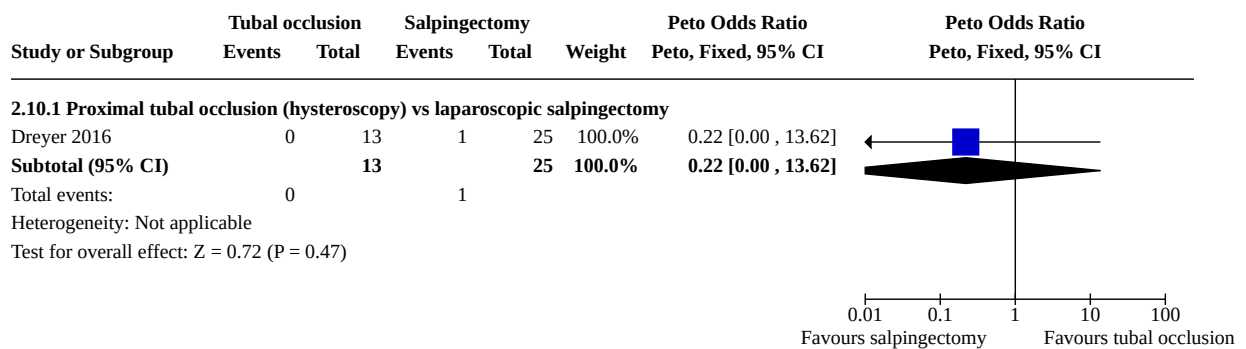 Tubal occlusion Salpingectomy Peto Odds Ratio Peto Odds Ratio
Study or Subgroup Events Total Events Total Weight Peto, Fixed, 95% CI Peto, Fixed, 95% CI
2.10.1 Proximal tubal occlusion (hysteroscopy) vs laparoscopic salpingectomy
Dreyer 2016 0 13 1 25 100.0% 0.22 [0.00 , 13.62]
Subtotal (95% CI) 13 25 100.0% 0.22 [0.00 , 13.62]
Total events: 0 1
Heterogeneity: Not applicable
Test for overall effect: Z = 0.72 (P = 0.47)
0.01 0.1 1 10 100
Favours salpingectomy Favours tubal occlusion